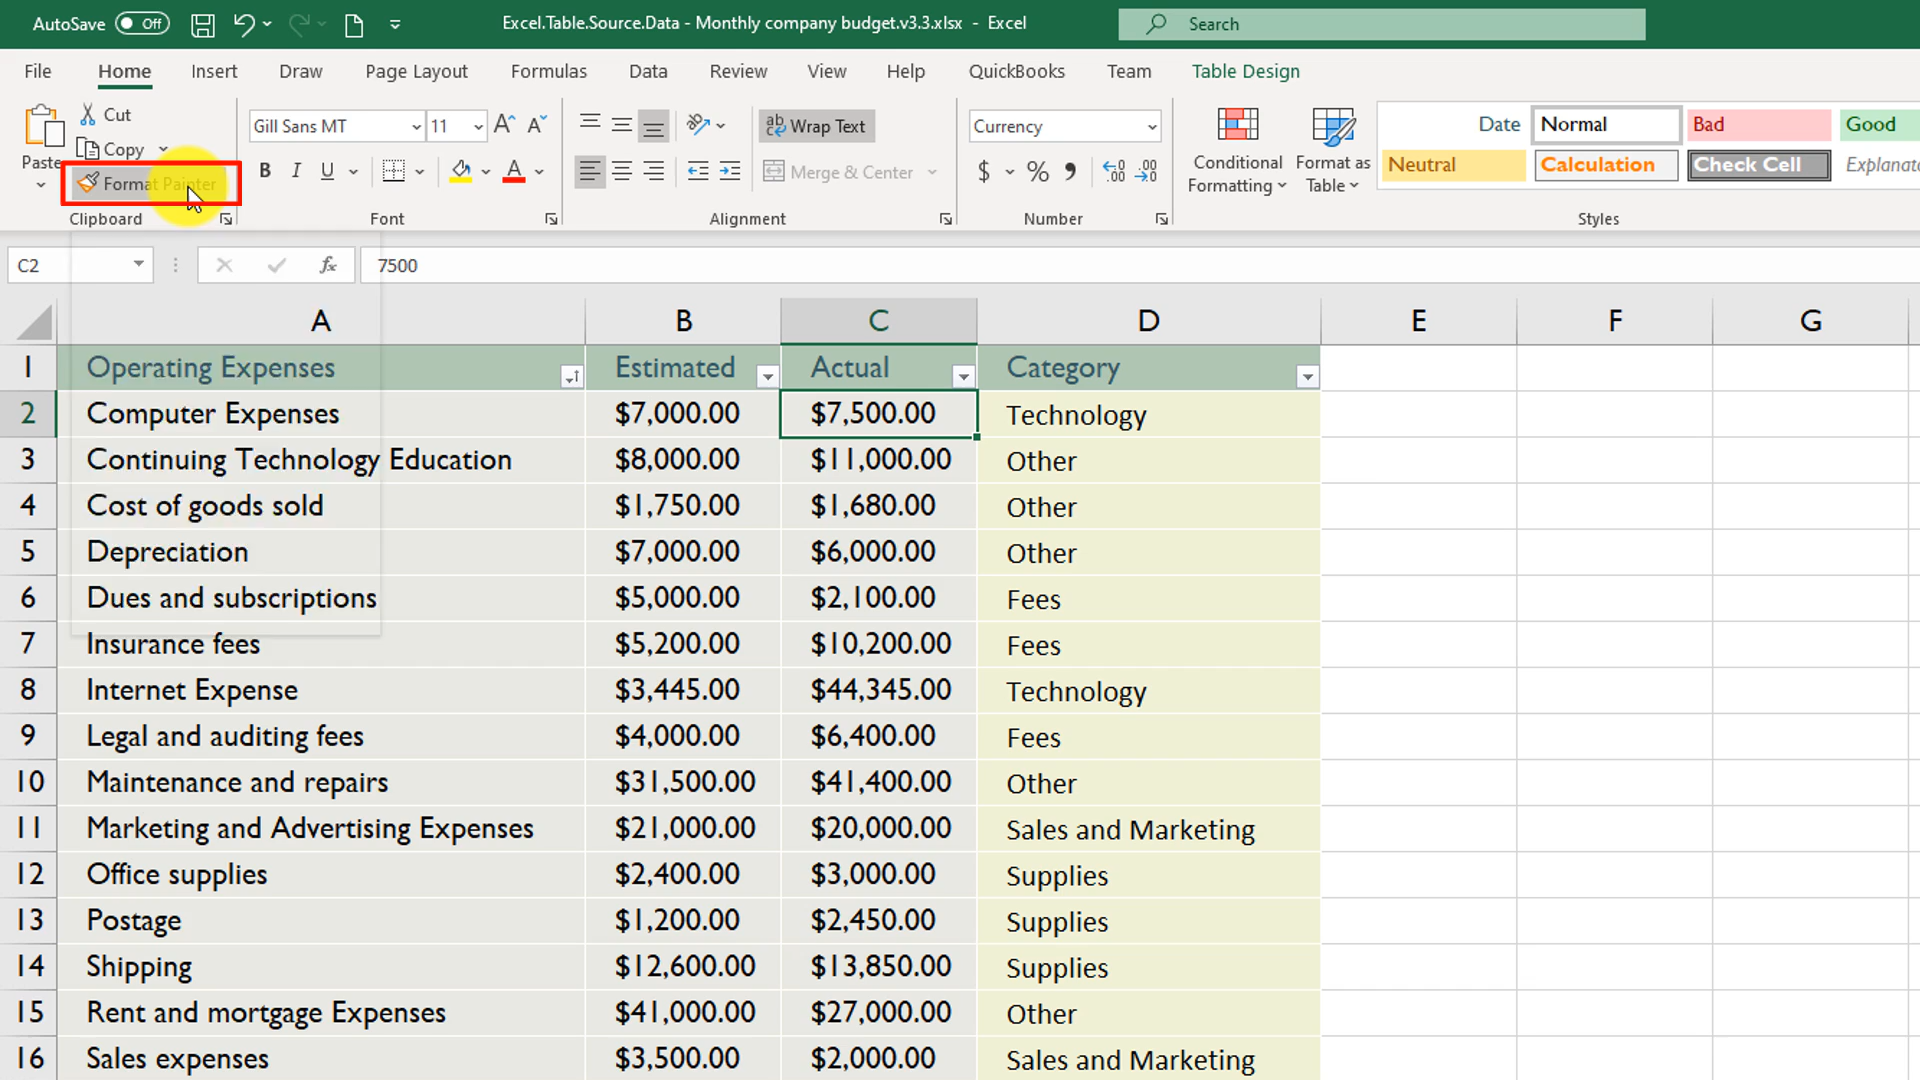 AutoSave Off Excel.Table.Source.Data - Monthly company budget.v3.3.xlsx - Excel Search
File Home Insert Draw Page Layout Formulas Data Review View Help QuickBooks Team Table Design
Paste Cut Copy Format Painter
Gill Sans MT 11 A^ Aˇ
B I U A
ab Wrap Text
Merge & Center
Currency
$ % , .00 .00
Conditional Formatting
Format as Table
Date Normal Bad Good
Neutral Calculation Check Cell Explanato
Clipboard Font Alignment Number Styles
C2 fx 7500
A B C D E F G
1 Operating Expenses Estimated Actual Category
2 Computer Expenses $7,000.00 $7,500.00 Technology
3 Continuing Technology Education $8,000.00 $11,000.00 Other
4 Cost of goods sold $1,750.00 $1,680.00 Other
5 Depreciation $7,000.00 $6,000.00 Other
6 Dues and subscriptions $5,000.00 $2,100.00 Fees
7 Insurance fees $5,200.00 $10,200.00 Fees
8 Internet Expense $3,445.00 $44,345.00 Technology
9 Legal and auditing fees $4,000.00 $6,400.00 Fees
10 Maintenance and repairs $31,500.00 $41,400.00 Other
11 Marketing and Advertising Expenses $21,000.00 $20,000.00 Sales and Marketing
12 Office supplies $2,400.00 $3,000.00 Supplies
13 Postage $1,200.00 $2,450.00 Supplies
14 Shipping $12,600.00 $13,850.00 Supplies
15 Rent and mortgage Expenses $41,000.00 $27,000.00 Other
16 Sales expenses $3,500.00 $2,000.00 Sales and Marketing